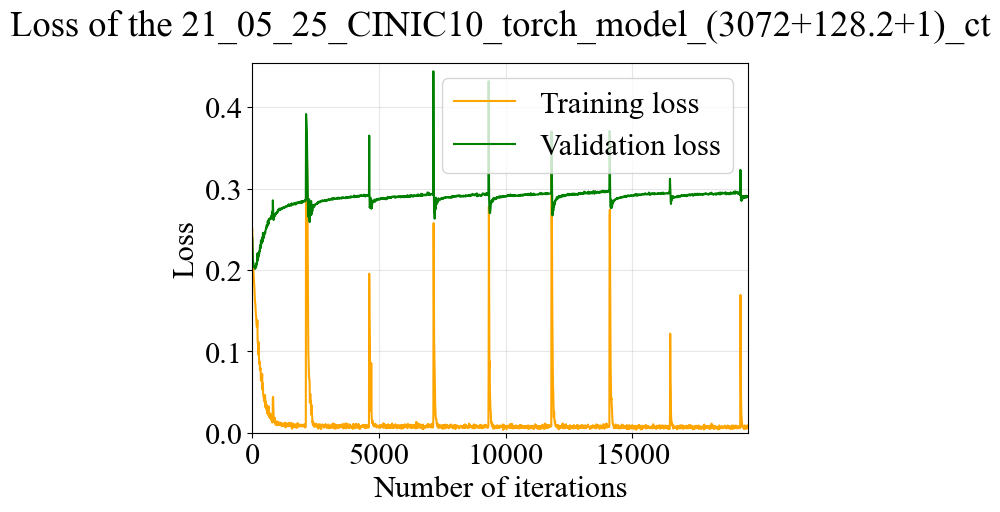 Loss of the 21_05_25_CINIC10_torch_model_(3072+128.2+1)_ct
Training loss
Validation loss
Loss
0.4
0.3
0.2
0.1
0.0
0
5000
10000
15000
Number of iterations